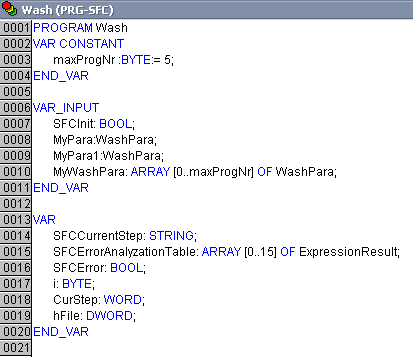 Wash (PRG-SFC)
0001 PROGRAM Wash
0002 VAR CONSTANT
0003 maxProgNr :BYTE:= 5;
0004 END_VAR
0005
0006 VAR_INPUT
0007 SFCInit: BOOL;
0008 MyPara:WashPara;
0009 MyPara1:WashPara;
0010 MyWashPara: ARRAY [0..maxProgNr] OF WashPara;
0011 END_VAR
0012
0013 VAR
0014 SFCCurrentStep: STRING;
0015 SFCErrorAnalyzationTable: ARRAY [0..15] OF ExpressionResult;
0016 SFCError: BOOL;
0017 i: BYTE;
0018 CurStep: WORD;
0019 hFile: DWORD;
0020 END_VAR
0021